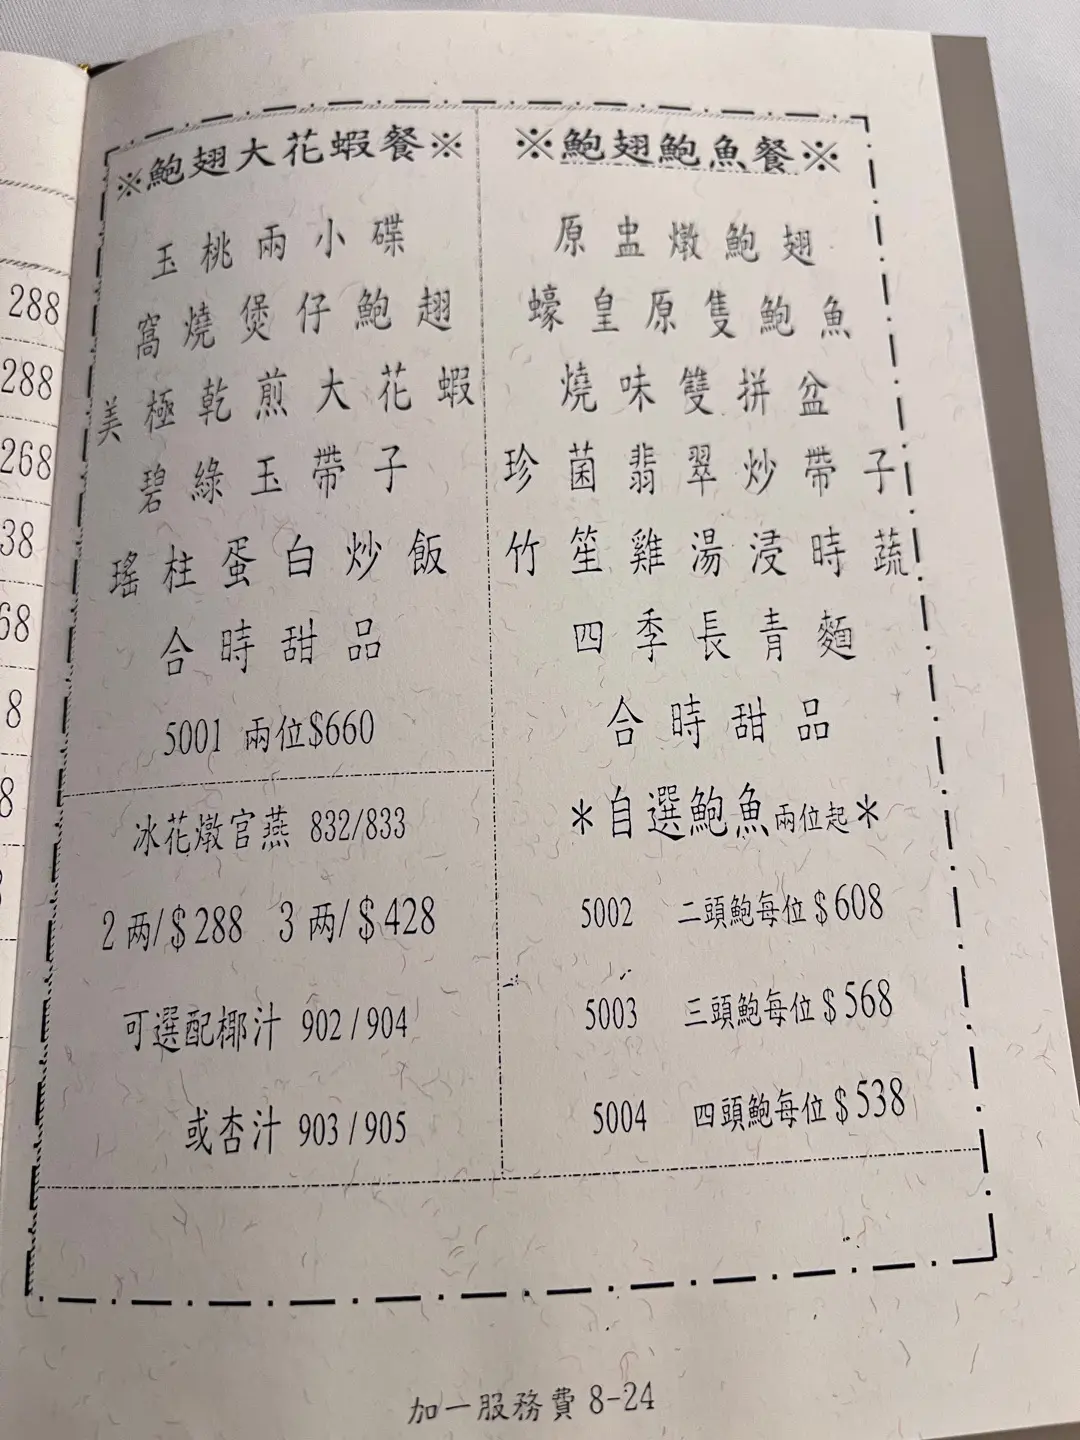 288
288
268
38
68
8
8
※鮑翅大花蝦餐※
玉桃兩小碟
窩燒煲仔鮑翅
美極乾煎大花蝦
碧綠玉帶子
瑤柱蛋白炒飯
合時甜品
5001 兩位$660
冰花燉官燕 832/833
2两/$288 3两/$428
可選配椰汁 902/904
或杏汁 903/905
※鮑翅鮑魚餐※
原盅燉鮑翅
蠔皇原隻鮑魚
燒味雙拼盆
珍菌翡翠炒帶子
竹笙雞湯浸時蔬
四季長青麵
合時甜品
*自選鮑魚兩位起*
5002 二頭鮑每位$608
5003 三頭鮑每位$568
5004 四頭鮑每位$538
加一服務費 8-24